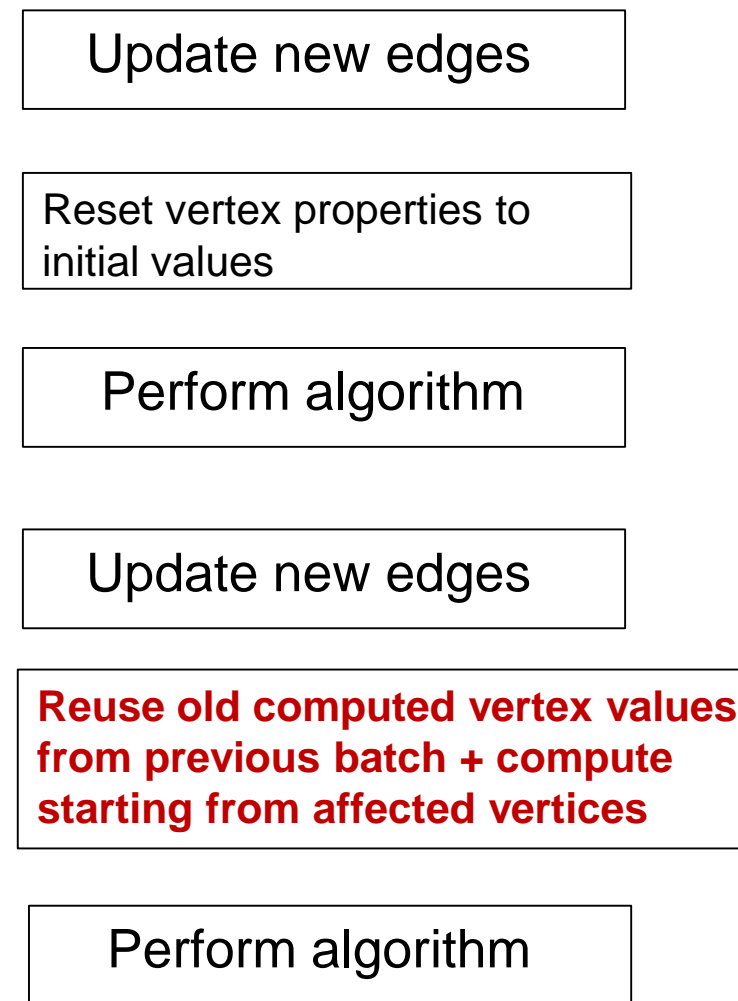 Update new edges
Reset vertex properties to
initial values
Perform algorithm
Update new edges
Reuse old computed vertex values
from previous batch + compute
starting from affected vertices
Perform algorithm